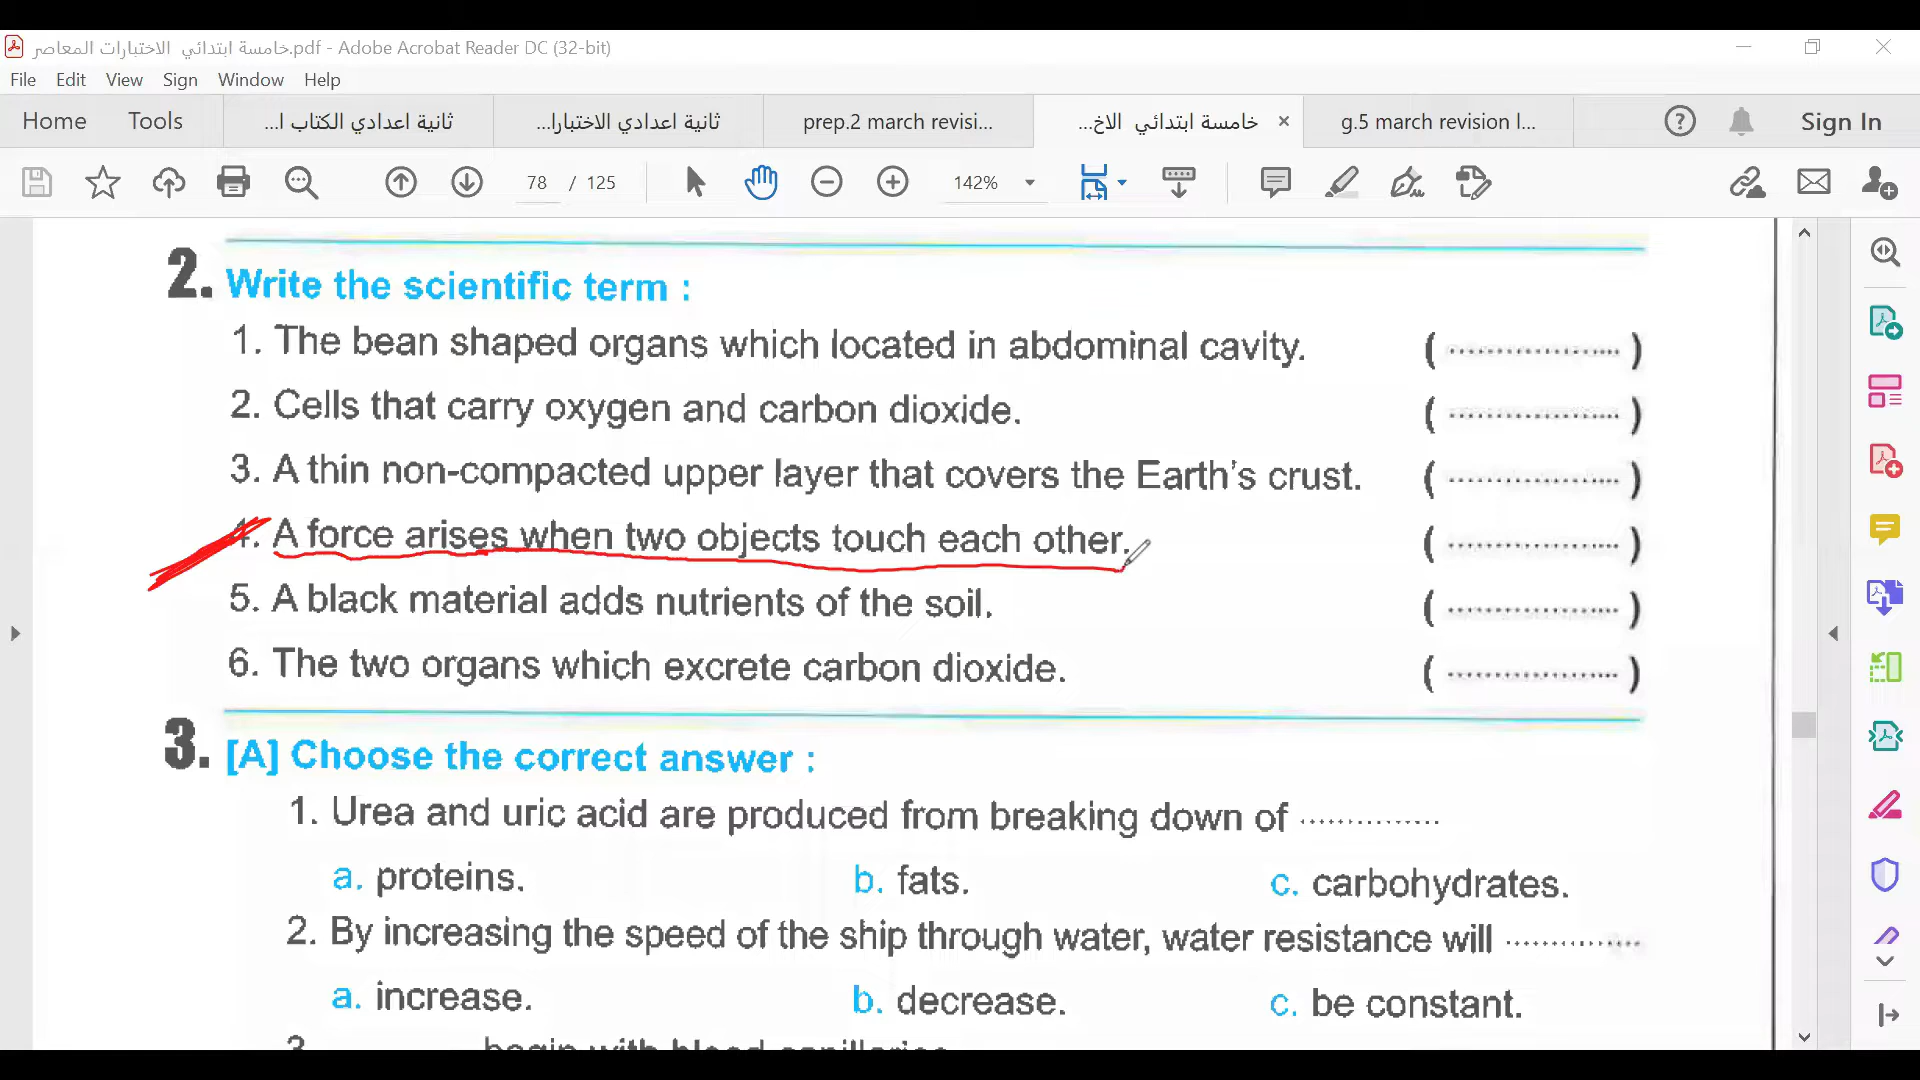 خامسة ابتدائي الاختبارات المعاصر.pdf - Adobe Acrobat Reader DC (32-bit)
File Edit View Sign Window Help
Home Tools ثانية اعدادي الكتاب ا... ثانية اعدادي الاختبارا... prep.2 march revisi... خامسة ابتدائي الاخ... × g.5 march revision l... Sign In
78 / 125 142%
2. Write the scientific term :
1. The bean shaped organs which located in abdominal cavity. (....................)
2. Cells that carry oxygen and carbon dioxide. (....................)
3. A thin non-compacted upper layer that covers the Earth's crust. (....................)
4. A force arises when two objects touch each other. (....................)
5. A black material adds nutrients of the soil. (....................)
6. The two organs which excrete carbon dioxide. (....................)
3. [A] Choose the correct answer :
1. Urea and uric acid are produced from breaking down of ..............
a. proteins. b. fats. c. carbohydrates.
2. By increasing the speed of the ship through water, water resistance will ..............
a. increase. b. decrease. c. be constant.
3. begin with blood capillaries